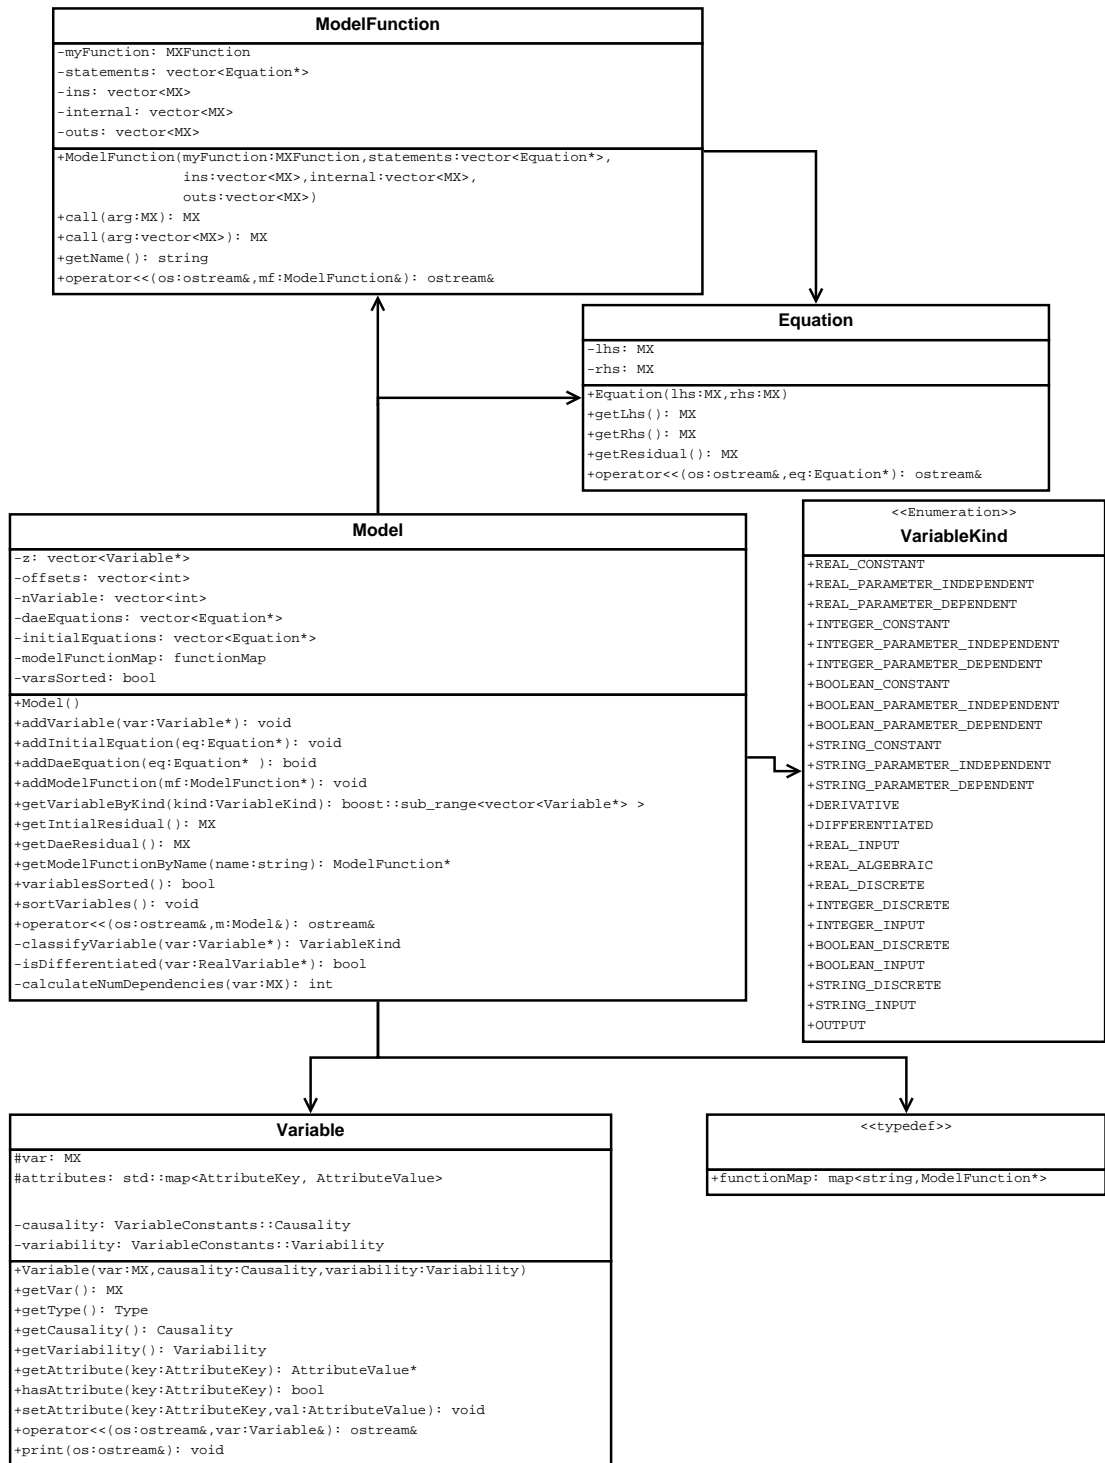 ModelFunction
-myFunction: MXFunction
-statements: vector<Equation*>
-ins: vector<MX>
-internal: vector<MX>
-outs: vector<MX>
+ModelFunction(myFunction:MXFunction,statements:vector<Equation*>,
ins:vector<MX>,internal:vector<MX>,
outs:vector<MX>)
+call(arg:MX): MX
+call(arg:vector<MX>): MX
+getName(): string
+operator<<(os:ostream&,mf:ModelFunction&): ostream&
Equation
-lhs: MX
-rhs: MX
+Equation(lhs:MX,rhs:MX)
+getLhs(): MX
+getRhs(): MX
+getResidual(): MX
+operator<<(os:ostream&,eq:Equation*): ostream&
Model
-z: vector<Variable*>
-offsets: vector<int>
-nVariable: vector<int>
-daeEquations: vector<Equation*>
-initialEquations: vector<Equation*>
-modelFunctionMap: functionMap
-varsSorted: bool
+Model()
+addVariable(var:Variable*): void
+addInitialEquation(eq:Equation*): void
+addDaeEquation(eq:Equation* ): boid
+addModelFunction(mf:ModelFunction*): void
+getVariableByKind(kind:VariableKind): boost::sub_range<vector<Variable*> >
+getIntialResidual(): MX
+getDaeResidual(): MX
+getModelFunctionByName(name:string): ModelFunction*
+variablesSorted(): bool
+sortVariables(): void
+operator<<(os:ostream&,m:Model&): ostream&
-classifyVariable(var:Variable*): VariableKind
-isDifferentiated(var:RealVariable*): bool
-calculateNumDependencies(var:MX): int
<<Enumeration>>
VariableKind
+REAL_CONSTANT
+REAL_PARAMETER_INDEPENDENT
+REAL_PARAMETER_DEPENDENT
+INTEGER_CONSTANT
+INTEGER_PARAMETER_INDEPENDENT
+INTEGER_PARAMETER_DEPENDENT
+BOOLEAN_CONSTANT
+BOOLEAN_PARAMETER_INDEPENDENT
+BOOLEAN_PARAMETER_DEPENDENT
+STRING_CONSTANT
+STRING_PARAMETER_INDEPENDENT
+STRING_PARAMETER_DEPENDENT
+DERIVATIVE
+DIFFERENTIATED
+REAL_INPUT
+REAL_ALGEBRAIC
+REAL_DISCRETE
+INTEGER_DISCRETE
+INTEGER_INPUT
+BOOLEAN_DISCRETE
+BOOLEAN_INPUT
+STRING_DISCRETE
+STRING_INPUT
+OUTPUT
Variable
#var: MX
#attributes: std::map<AttributeKey, AttributeValue>
-causality: VariableConstants::Causality
-variability: VariableConstants::Variability
+Variable(var:MX,causality:Causality,variability:Variability)
+getVar(): MX
+getType(): Type
+getCausality(): Causality
+getVariability(): Variability
+getAttribute(key:AttributeKey): AttributeValue*
+hasAttribute(key:AttributeKey): bool
+setAttribute(key:AttributeKey,val:AttributeValue): void
+operator<<(os:ostream&,var:Variable&): ostream&
+print(os:ostream&): void
<<typedef>>
+functionMap: map<string,ModelFunction*>